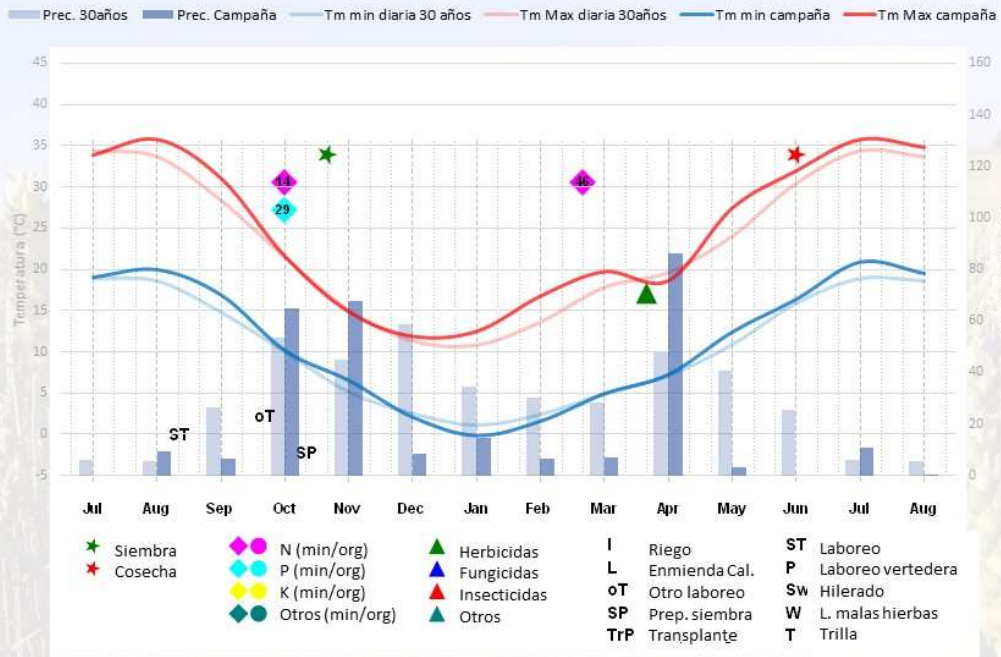 Prec. 30años Prec. Campaña Tm min diaria 30 años Tm Max diaria 30años Tm min campaña Tm Max campaña
45 160
40 140
35 120
30 100
25 80
20 60
15 40
10 20
5 0
0
-5
Temperatura (°C)
14
29
46
ST
oT
SP
Jul Aug Sep Oct Nov Dec Jan Feb Mar Apr May Jun Jul Aug
Siembra N (min/org) Herbicidas I Riego ST Laboreo
Cosecha P (min/org) Fungicidas L Enmienda Cal. P Laboreo vertedera
K (min/org) Insecticidas oT Otro laboreo Sw Hilerado
Otros (min/org) Otros SP Prep. siembra W L. malas hierbas
TrP Transplante T Trilla